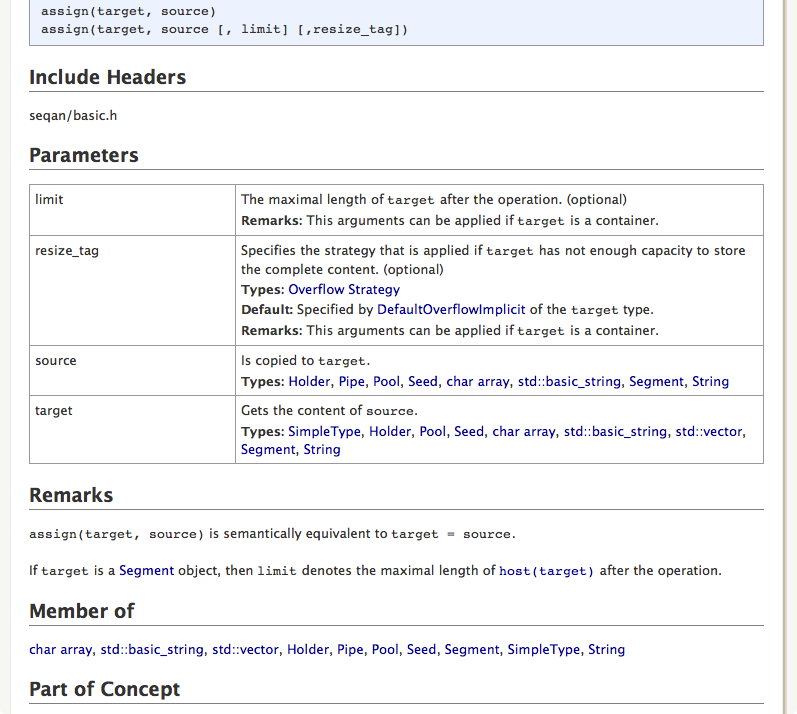 assign(target, source)
assign(target, source [, limit] [,resize_tag])
Include Headers
seqan/basic.h
Parameters
limit
The maximal length of target after the operation. (optional)
Remarks: This arguments can be applied if target is a container.
resize_tag
Specifies the strategy that is applied if target has not enough capacity to store
the complete content. (optional)
Types: Overflow Strategy
Default: Specified by DefaultOverflowImplicit of the target type.
Remarks: This arguments can be applied if target is a container.
source
Is copied to target.
Types: Holder, Pipe, Pool, Seed, char array, std::basic_string, Segment, String
target
Gets the content of source.
Types: SimpleType, Holder, Pool, Seed, char array, std::basic_string, std::vector,
Segment, String
Remarks
assign(target, source) is semantically equivalent to target = source.
If target is a Segment object, then limit denotes the maximal length of host(target) after the operation.
Member of
char array, std::basic_string, std::vector, Holder, Pipe, Pool, Seed, Segment, SimpleType, String
Part of Concept